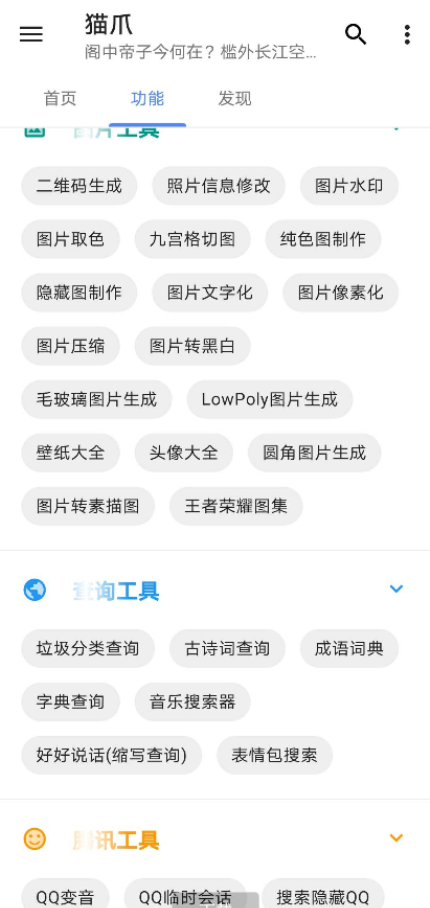 猫爪
阁中帝子今何在？槛外长江空...
首页 功能 发现
图片工具
二维码生成 照片信息修改 图片水印
图片取色 九宫格切图 纯色图制作
隐藏图制作 图片文字化 图片像素化
图片压缩 图片转黑白
毛玻璃图片生成 LowPoly图片生成
壁纸大全 头像大全 圆角图片生成
图片转素描图 王者荣耀图集
查询工具
垃圾分类查询 古诗词查询 成语词典
字典查询 音乐搜索器
好好说话(缩写查询) 表情包搜索
腾讯工具
QQ变音 QQ临时会话 搜索隐藏QQ